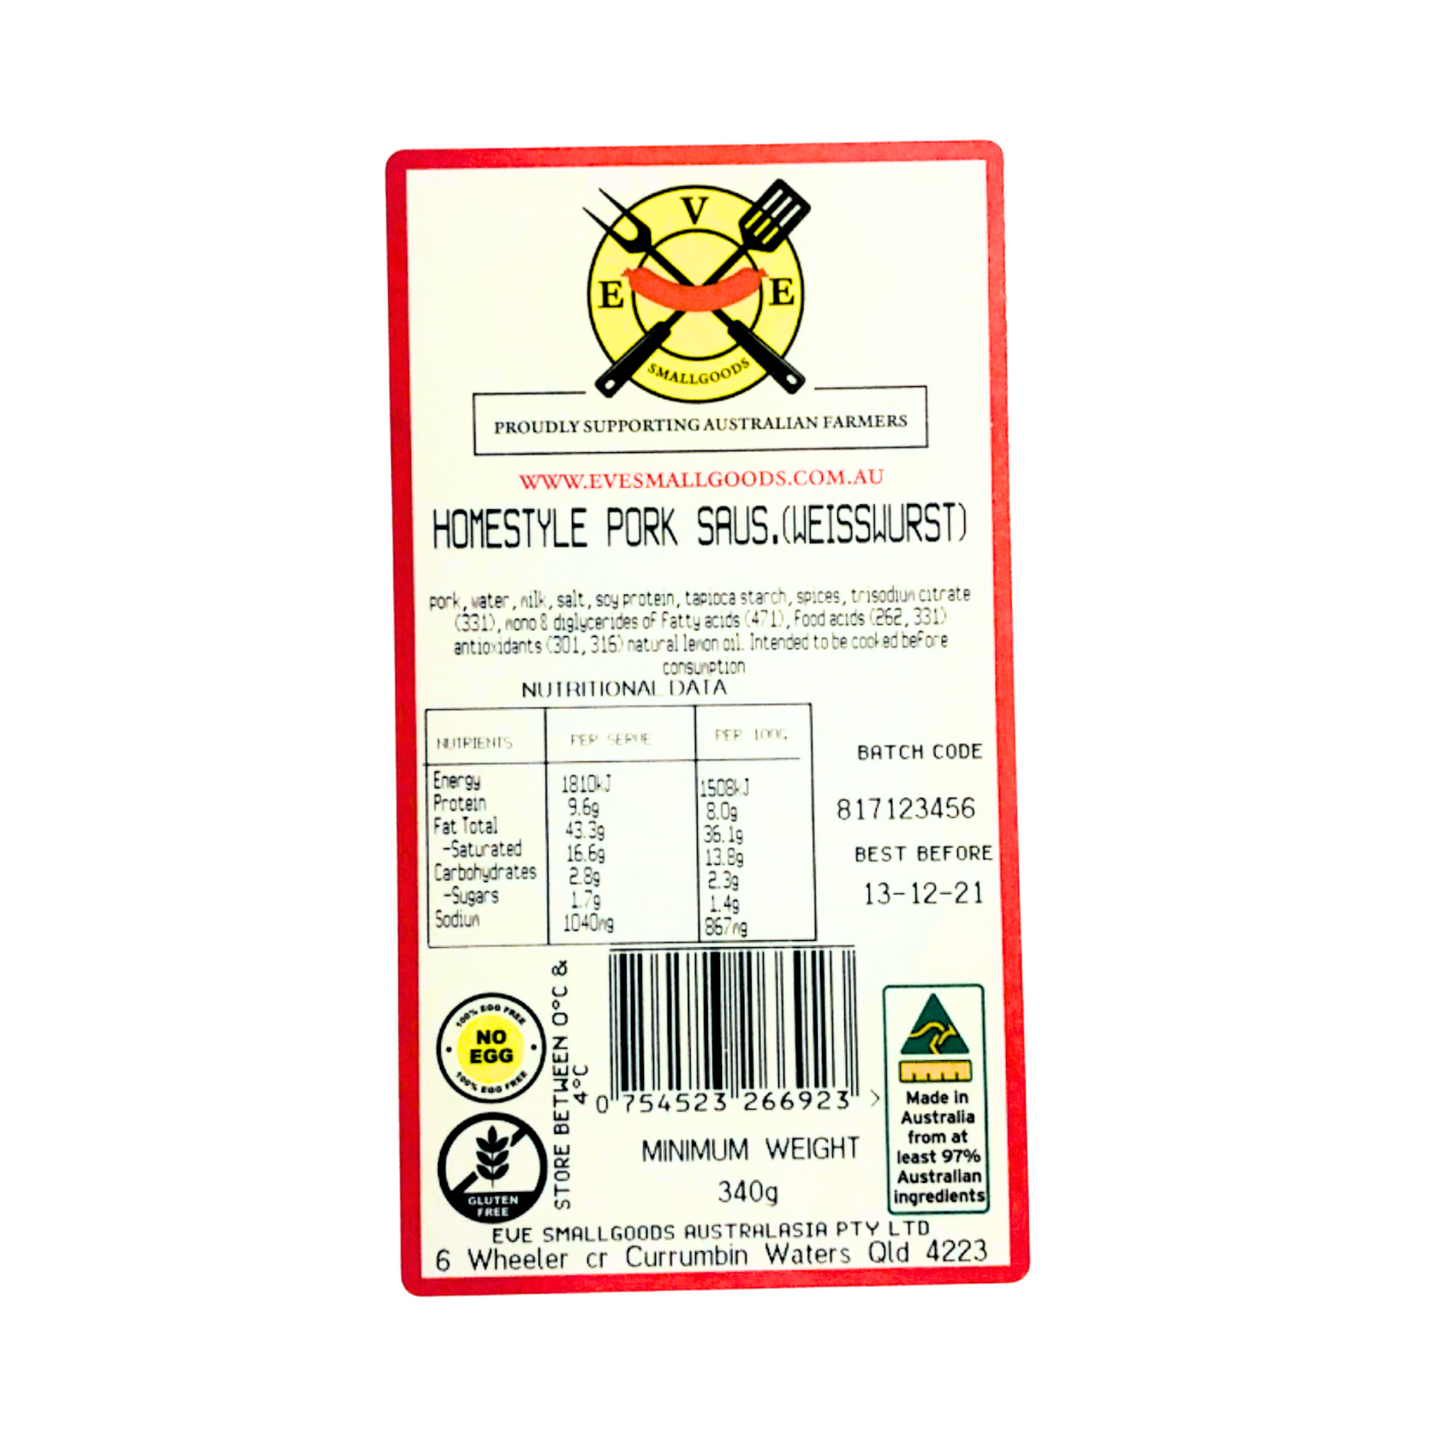 V
E E
SMALLGOODS
PROUDLY SUPPORTING AUSTRALIAN FARMERS
WWW.EVESMALLGOODS.COM.AU
HOMESTYLE PORK SAUS.(WEISSWURST)
pork, water, milk, salt, soy protein, tapioca starch, spices, trisodium citrate
(331), mono & diglycerides of Fatty acids (471), Food acids (262, 331)
antioxidants (301, 316) natural lemon oil. Intended to be cooked before
consumption
NUTRITIONAL DATA
NUTRIENTS PER SERVE PER 100G
Energy 1810kJ 1508kJ
Protein 9.6g 8.0g
Fat Total 43.3g 36.1g
-Saturated 16.6g 13.8g
Carbohydrates 2.8g 2.3g
-Sugars 1.7g 1.4g
Sodium 1040mg 867mg
BATCH CODE
817123456
BEST BEFORE
13-12-21
100% EGG FREE
NO
EGG
100% EGG FREE
GLUTEN
FREE
STORE BETWEEN 0°C &
4°C
0 754523 266923 >
MINIMUM WEIGHT
340g
Made in
Australia
from at
least 97%
Australian
ingredients
EVE SMALLGOODS AUSTRALASIA PTY LTD
6 Wheeler cr Currumbin Waters Qld 4223